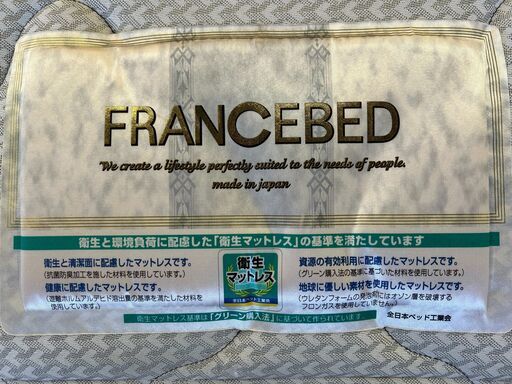 FRANCEBED
We create a lifestyle perfectly suited to the needs of people.
made in japan
衛生と環境負荷に配慮した「衛生マットレス」の基準を満たしています
衛生と清潔面に配慮したマットレスです。
（抗菌防臭加工を施した材料を使用しています。）
健康に配慮したマットレスです。
（遊離ホルムアルデヒド溶出量の基準を満たした材料を
使用しています。）
衛生
マットレス
全日本ベッド工業会
資源の有効利用に配慮したマットレスです。
（グリーン購入法の基準に基づいた材料を使用しています。）
地球に優しい素材を使用したマットレスです。
（ウレタンフォームの発泡剤にはオゾン層を破壊する
フロンガスを使用していません。）
衛生マットレス基準は「グリーン購入法」に基づいて作られています。
全日本ベッド工業会